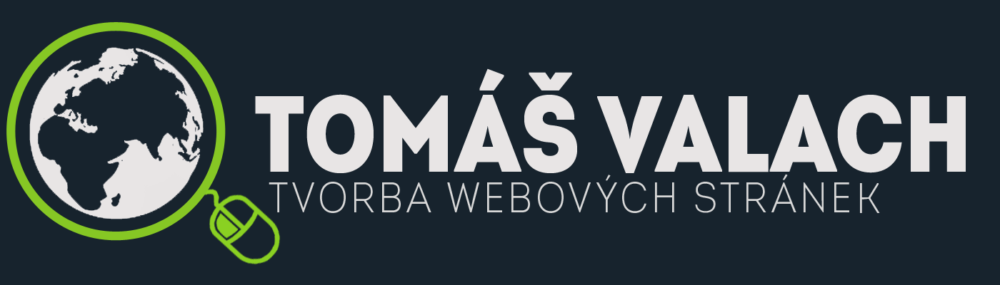 TOMÁŠ VALACH
TVORBA WEBOVÝCH STRÁNEK